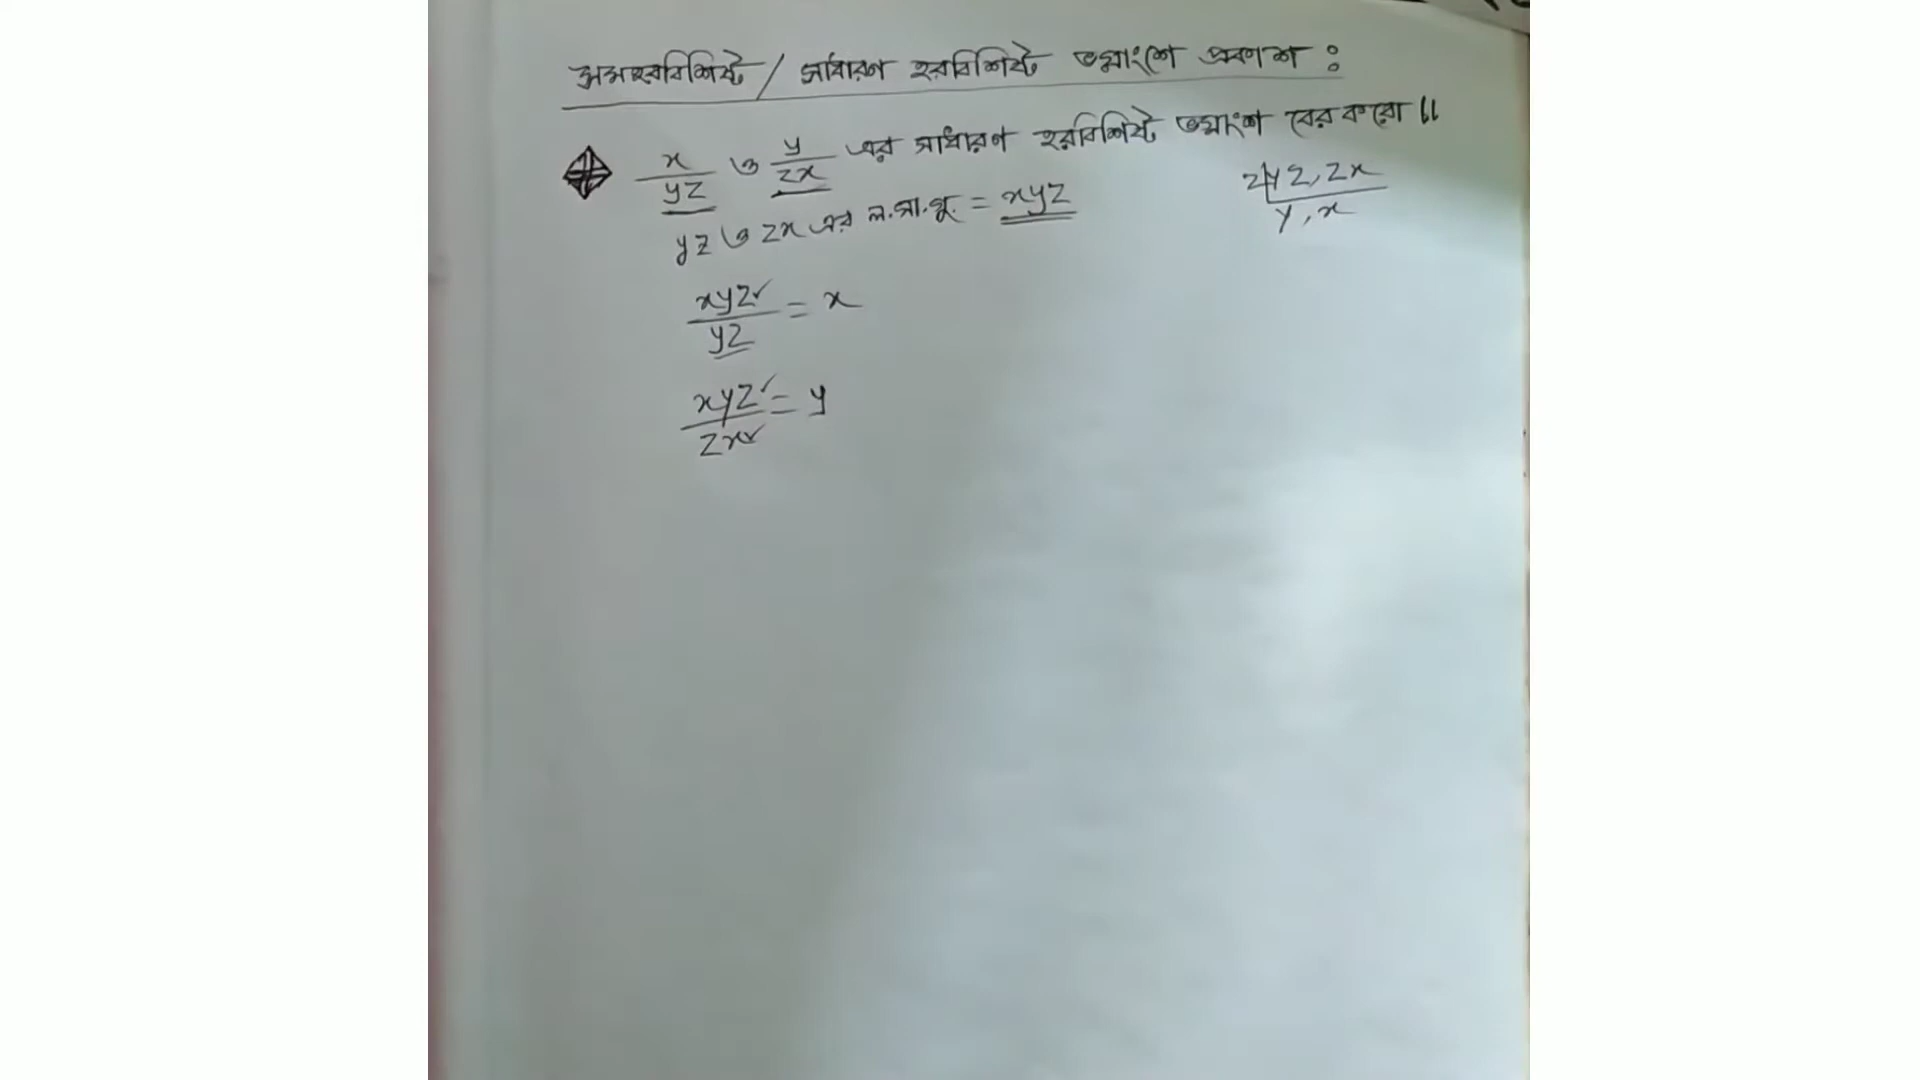 সমহরবিশিষ্ট / সাধারণ হরবিশিষ্ট ভগ্নাংশে প্রকাশ :
x/yz ও y/zx এর সাধারণ হরবিশিষ্ট ভগ্নাংশ বের করো ।।
yz ও zx এর ল.সা.গু. = xyz
z | yz, zx
y, x
xyz/yz = x
xyz/zx = y